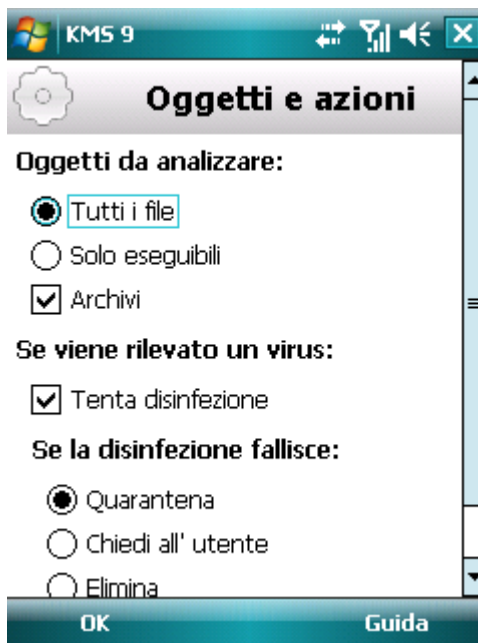 KMS 9
Oggetti e azioni
Oggetti da analizzare:
Tutti i file
Solo eseguibili
Archivi
Se viene rilevato un virus:
Tenta disinfezione
Se la disinfezione fallisce:
Quarantena
Chiedi all' utente
Elimina
OK Guida